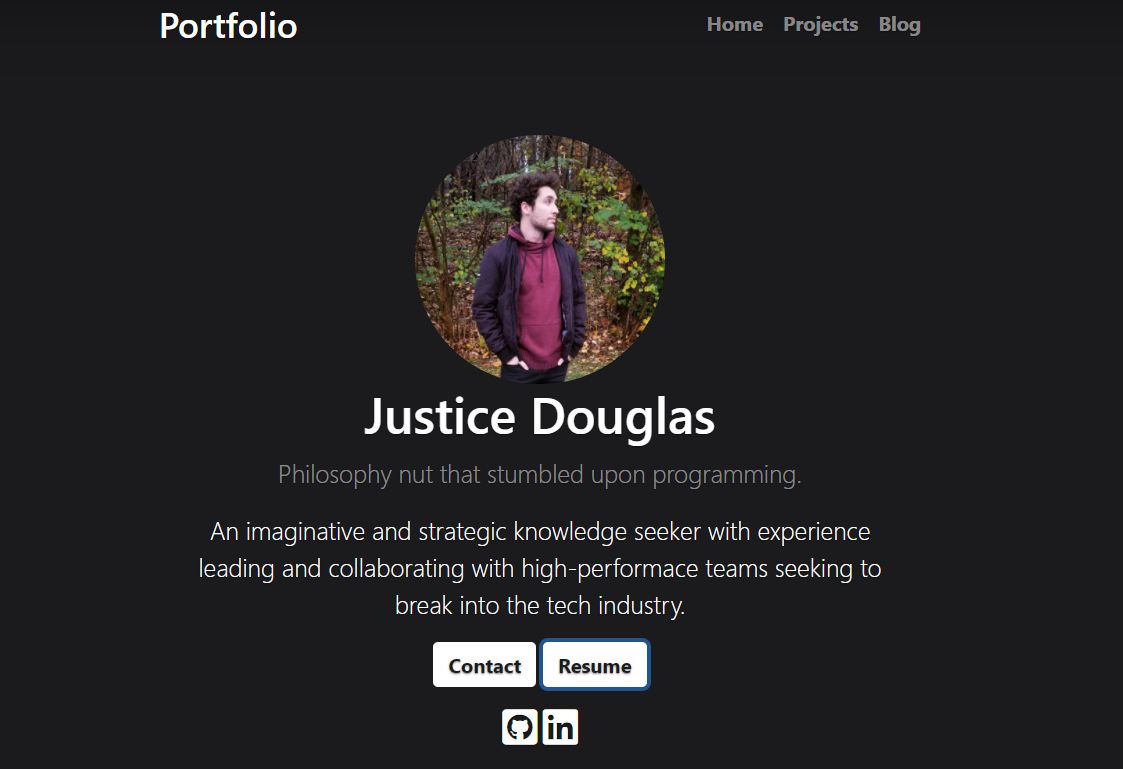 Portfolio
Home Projects Blog
Justice Douglas
Philosophy nut that stumbled upon programming.
An imaginative and strategic knowledge seeker with experience
leading and collaborating with high-performace teams seeking to
break into the tech industry.
Contact Resume
in